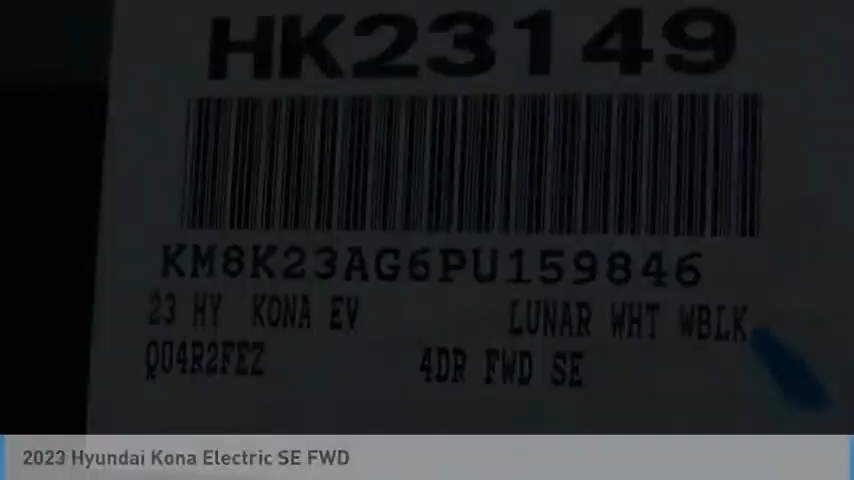 HK23149
KM8K23AG6PU159846
23 HY KONA EV LUNAR WHT WBLK
Q04R2FEZ 4DR FWD SE
2023 Hyundai Kona Electric SE FWD